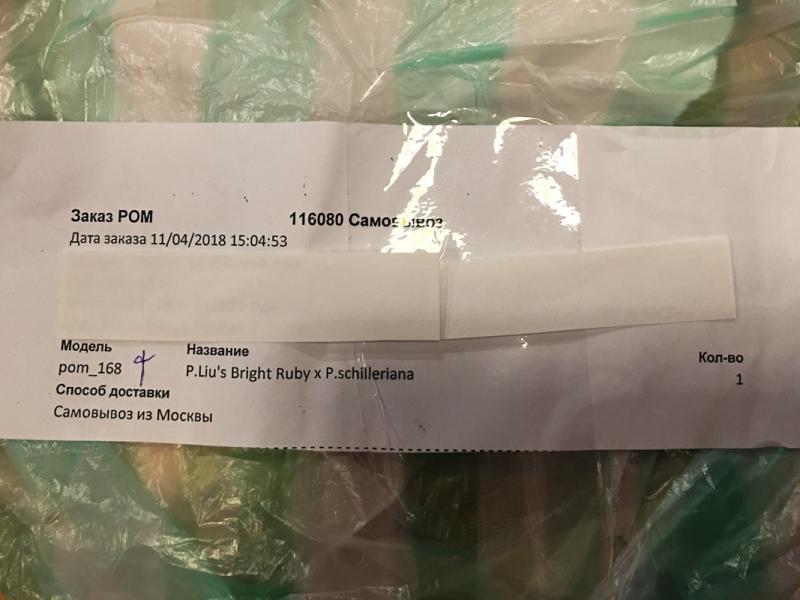 Заказ РОМ 116080 Самовывоз
Дата заказа 11/04/2018 15:04:53
Модель Название Кол-во
pom_168 P.Liu's Bright Ruby x P.schilleriana 1
Способ доставки
Самовывоз из Москвы